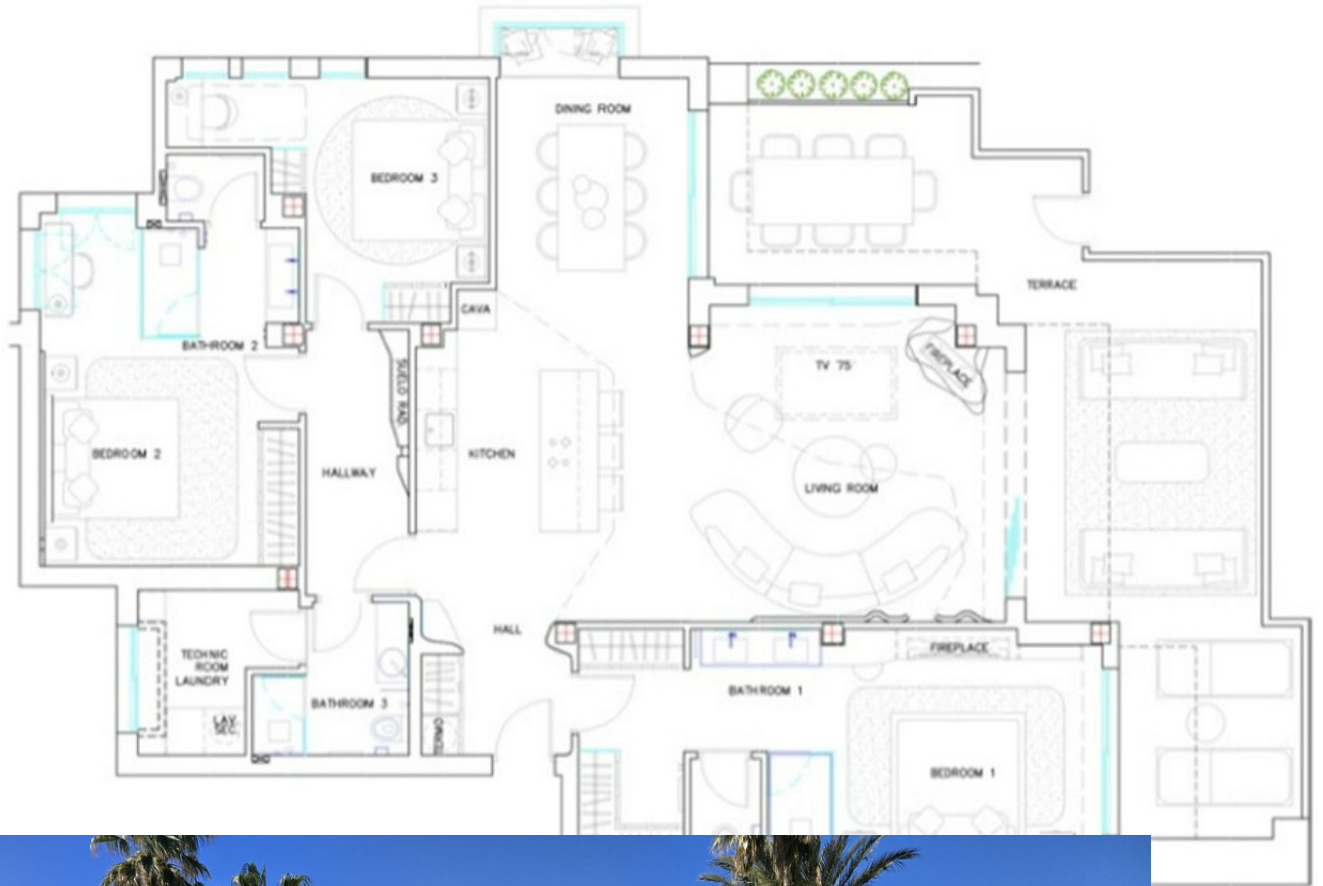 DINING ROOM
BEDROOM 3
TERRACE
CAVA
BATHROOM 2
SUELO RAD.
TV 75
FIREPLACE
BEDROOM 2
KITCHEN
HALLWAY
LIVING ROOM
HALL
TECHNIC
ROOM
LAUNDRY
FIREPLACE
BATHROOM 1
BATHROOM 3
LAV.
SEC.
TERMO
BEDROOM 1